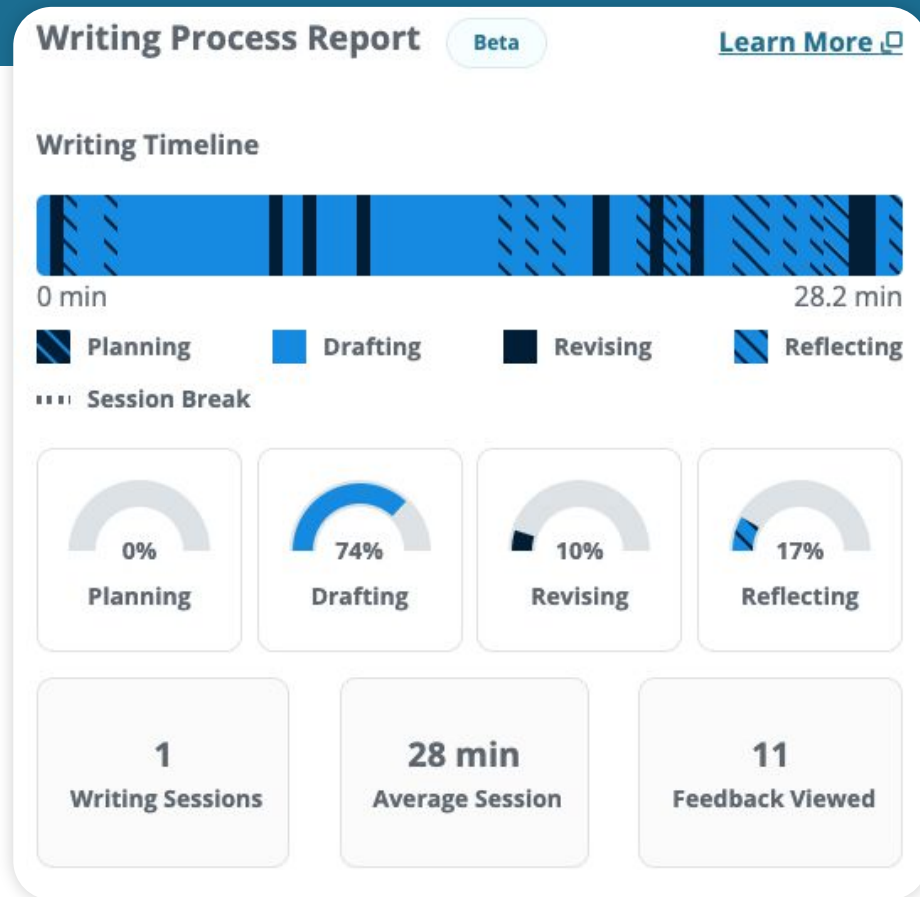 Writing Process Report Beta Learn More
Writing Timeline
0 min 28.2 min
Planning Drafting Revising Reflecting
Session Break
0% 74% 10% 17%
Planning Drafting Revising Reflecting
1 28 min 11
Writing Sessions Average Session Feedback Viewed